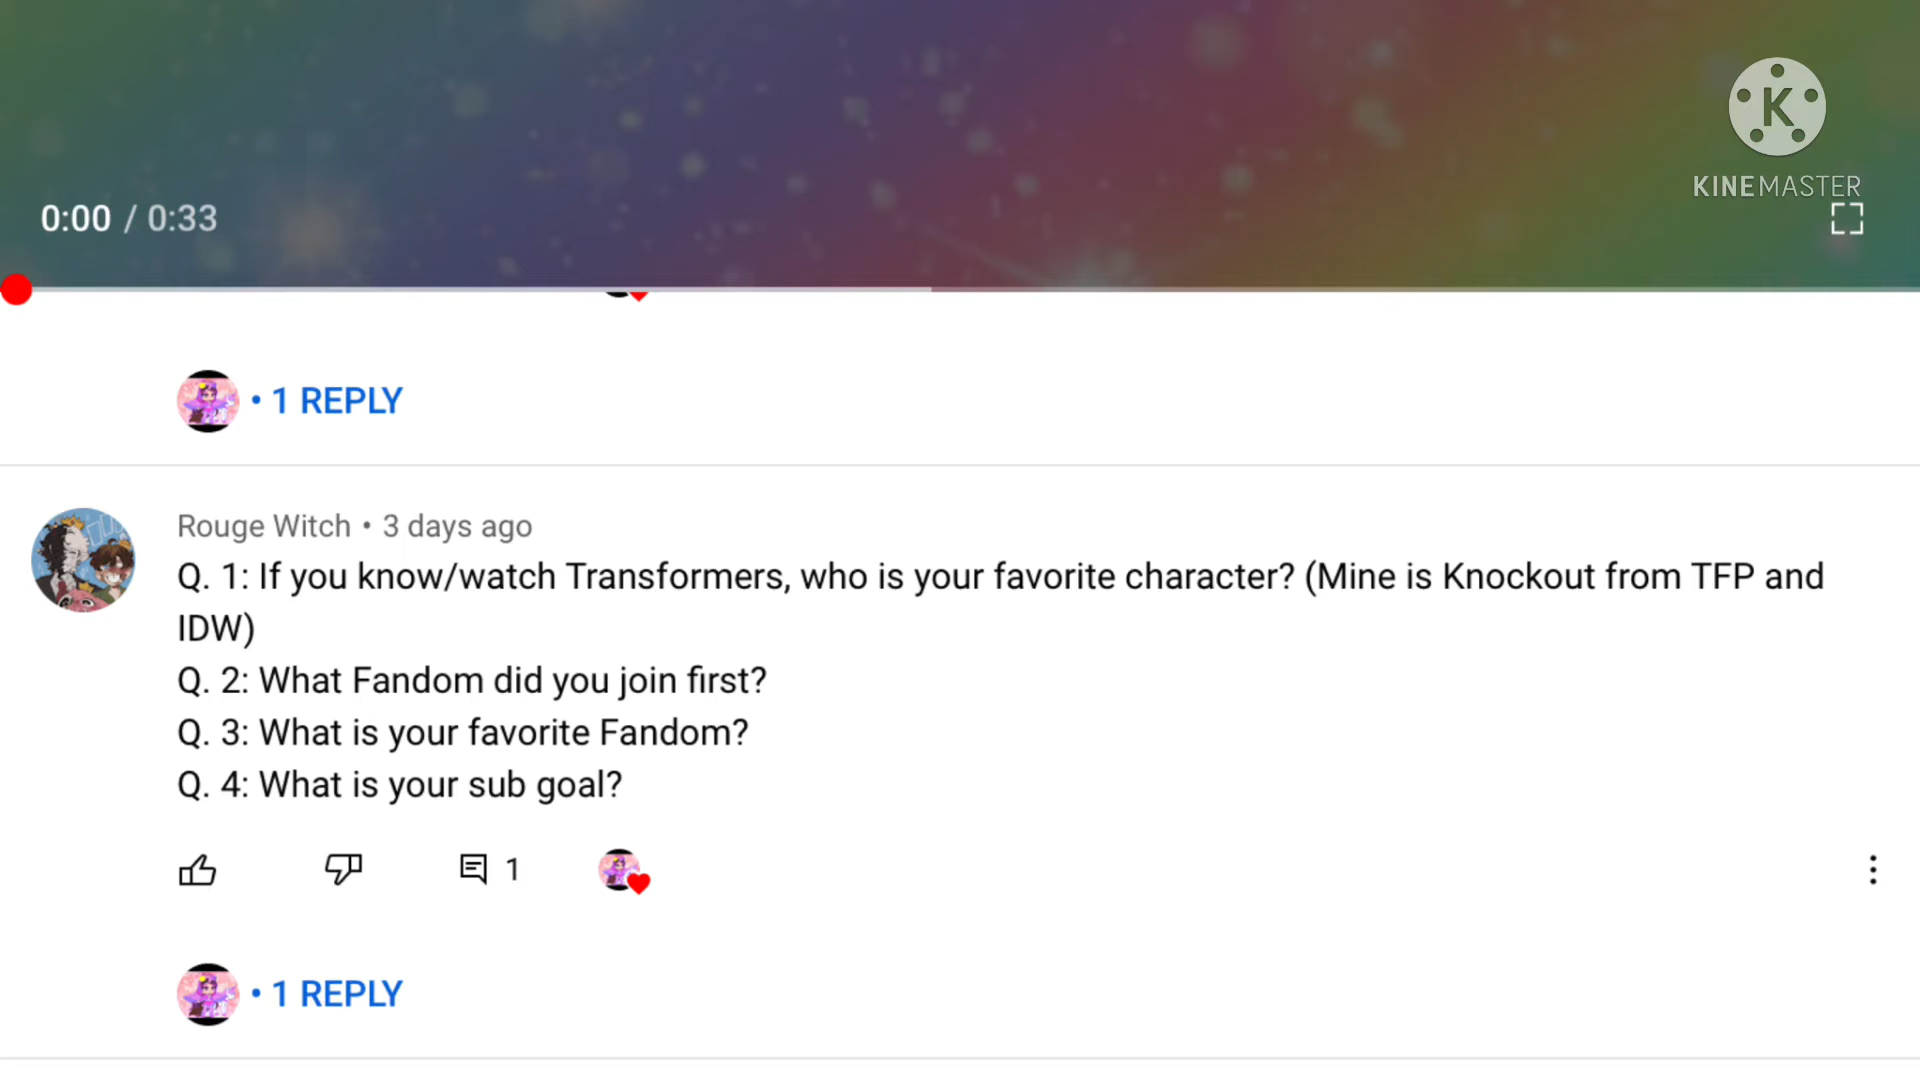 K
KINEMASTER
0:00 / 0:33
• 1 REPLY
Rouge Witch • 3 days ago
Q. 1: If you know/watch Transformers, who is your favorite character? (Mine is Knockout from TFP and
IDW)
Q. 2: What Fandom did you join first?
Q. 3: What is your favorite Fandom?
Q. 4: What is your sub goal?
1
• 1 REPLY